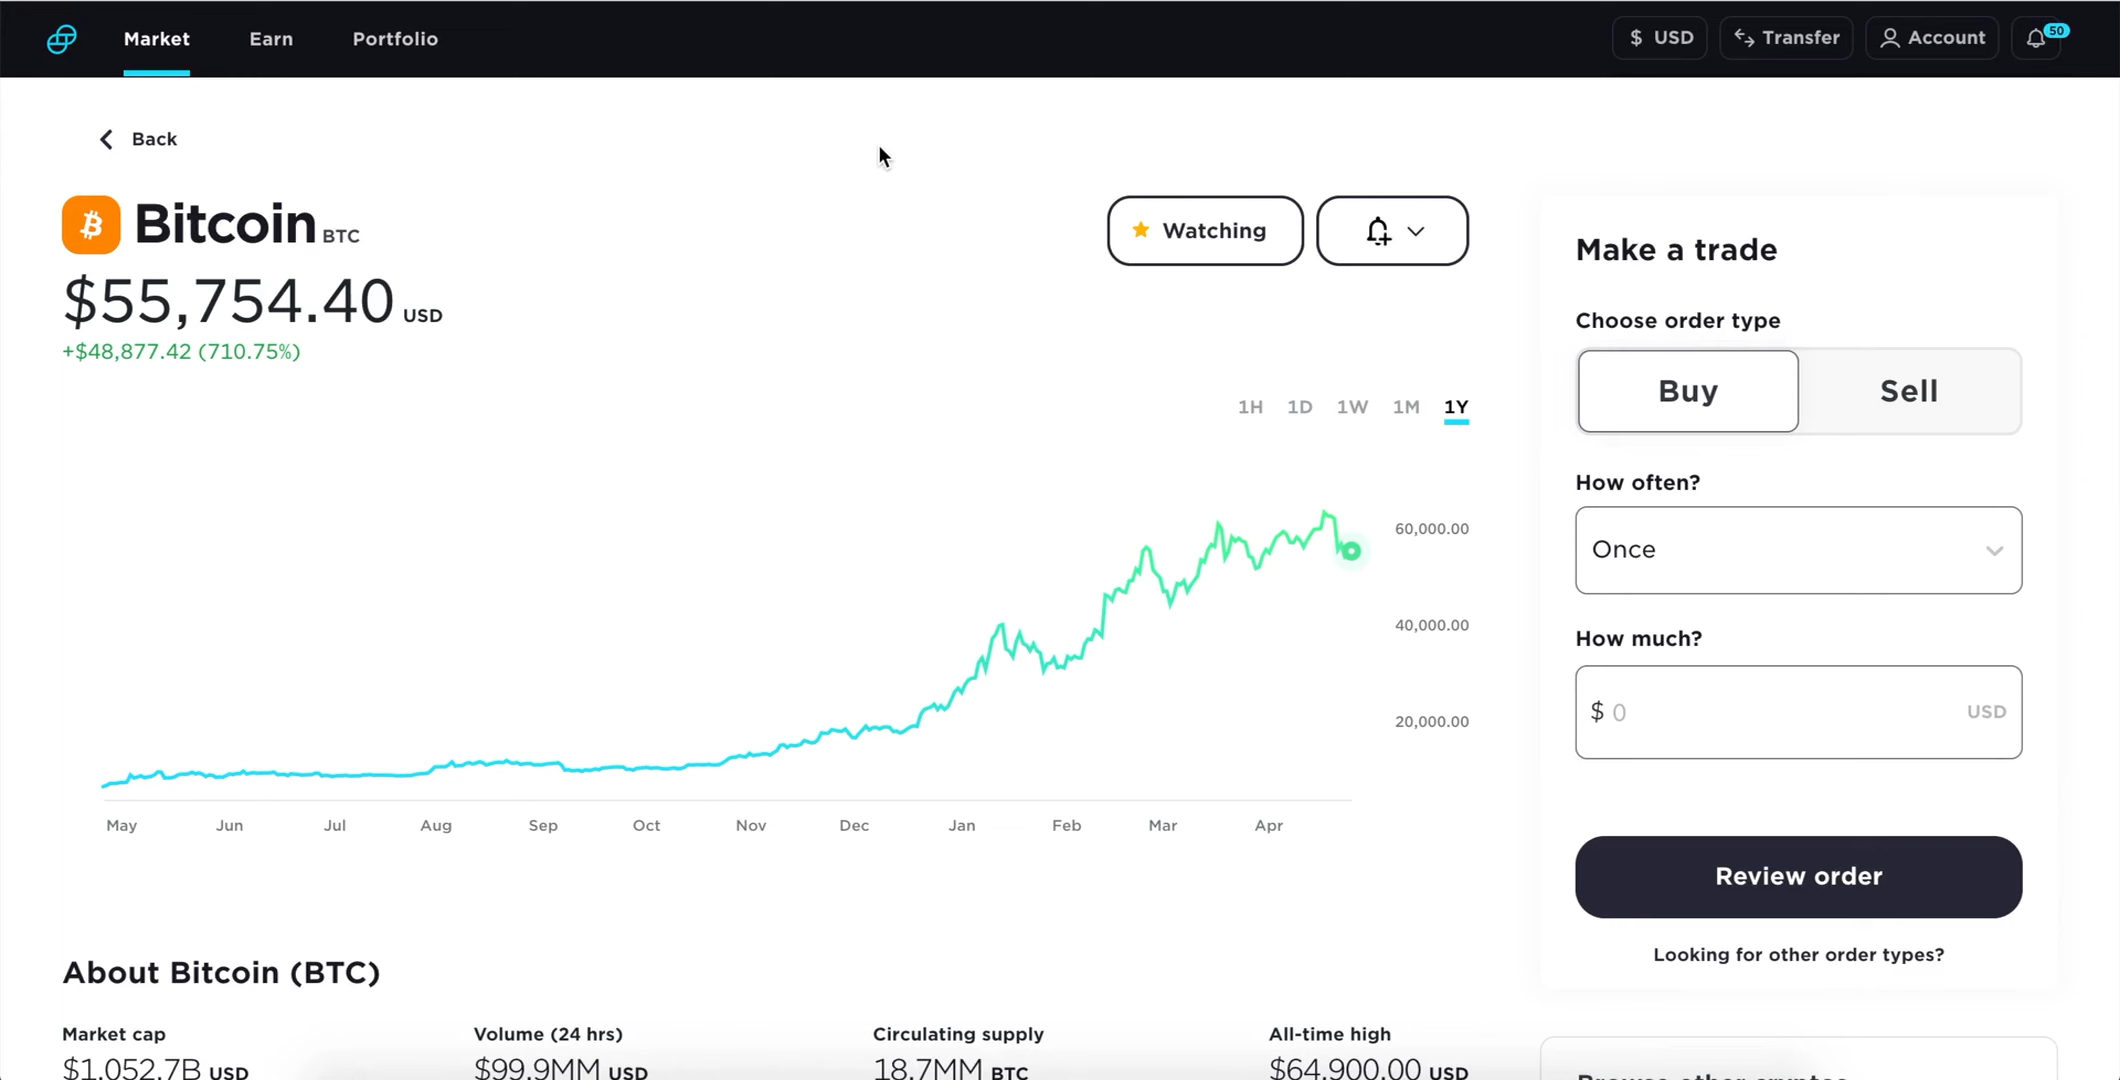 Market Earn Portfolio $ USD Transfer Account 50
Back
Bitcoin BTC
Watching
$55,754.40 USD
+$48,877.42 (710.75%)
1H 1D 1W 1M 1Y
60,000.00
40,000.00
20,000.00
May Jun Jul Aug Sep Oct Nov Dec Jan Feb Mar Apr
Make a trade
Choose order type
Buy Sell
How often?
Once
How much?
$ 0 USD
Review order
Looking for other order types?
About Bitcoin (BTC)
Market cap Volume (24 hrs) Circulating supply All-time high
$1,052.7B USD $99.9MM USD 18.7MM BTC $64,900.00 USD
Browse other cryptos